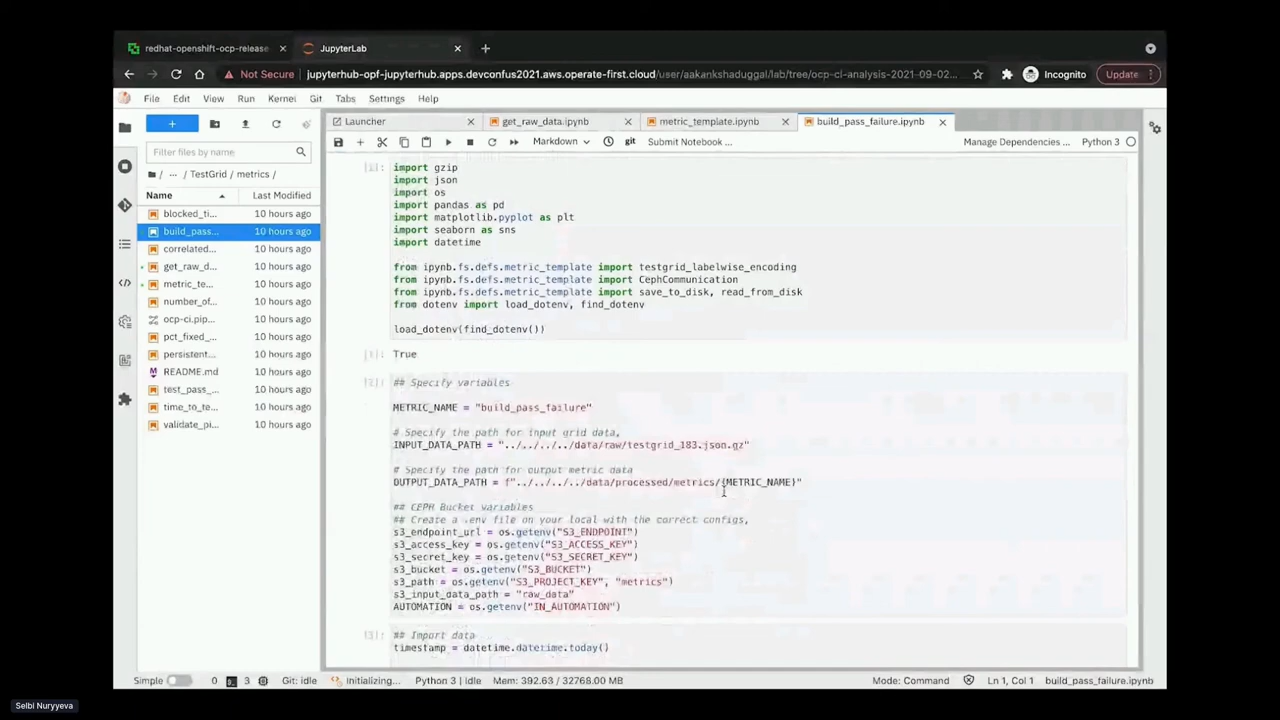 redhat-openshift-ocp-release
JupyterLab
Not Secure
jupyterhub-opf-jupyterhub.apps.devconfus2021.aws.operate-first.cloud/user/aakankshaduggal/lab/tree/ocp-ci-analysis-2021-09-02...
Incognito
Update
File Edit View Run Kernel Git Tabs Settings Help
Launcher
get_raw_data.ipynb
metric_template.ipynb
build_pass_failure.ipynb
Markdown
git
Submit Notebook ...
Manage Dependencies ...
Python 3
Filter files by name
/ ... / TestGrid / metrics /
Name Last Modified
blocked_ti... 10 hours ago
build_pass... 10 hours ago
correlated... 10 hours ago
get_raw_d... 10 hours ago
metric_te... 10 hours ago
number_of... 10 hours ago
ocp-ci.pip... 10 hours ago
pct_fixed_... 10 hours ago
persistent... 10 hours ago
README.md 10 hours ago
test_pass_... 10 hours ago
time_to_te... 10 hours ago
validate_pi... 10 hours ago
[1]:
import gzip
import json
import os
import pandas as pd
import matplotlib.pyplot as plt
import seaborn as sns
import datetime
from ipynb.fs.defs.metric_template import testgrid_labelwise_encoding
from ipynb.fs.defs.metric_template import CephCommunication
from ipynb.fs.defs.metric_template import save_to_disk, read_from_disk
from dotenv import load_dotenv, find_dotenv
load_dotenv(find_dotenv())
[1]: True
[2]: ## Specify variables
METRIC_NAME = "build_pass_failure"
# Specify the path for input grid data,
INPUT_DATA_PATH = "../../../../data/raw/testgrid_183.json.gz"
# Specify the path for output metric data
OUTPUT_DATA_PATH = f"../../../../data/processed/metrics/{METRIC_NAME}"
## CEPH Bucket variables
## Create a .env file on your local with the correct configs,
s3_endpoint_url = os.getenv("S3_ENDPOINT")
s3_access_key = os.getenv("S3_ACCESS_KEY")
s3_secret_key = os.getenv("S3_SECRET_KEY")
s3_bucket = os.getenv("S3_BUCKET")
s3_path = os.getenv("S3_PROJECT_KEY", "metrics")
s3_input_data_path = "raw_data"
AUTOMATION = os.getenv("IN_AUTOMATION")
[3]: ## Import data
timestamp = datetime.datetime.today()
Simple 0 3 Git: idle Initializing... Python 3 | Idle Mem: 392.63 / 32768.00 MB Mode: Command Ln 1, Col 1 build_pass_failure.ipynb
Selbi Nuryyeva